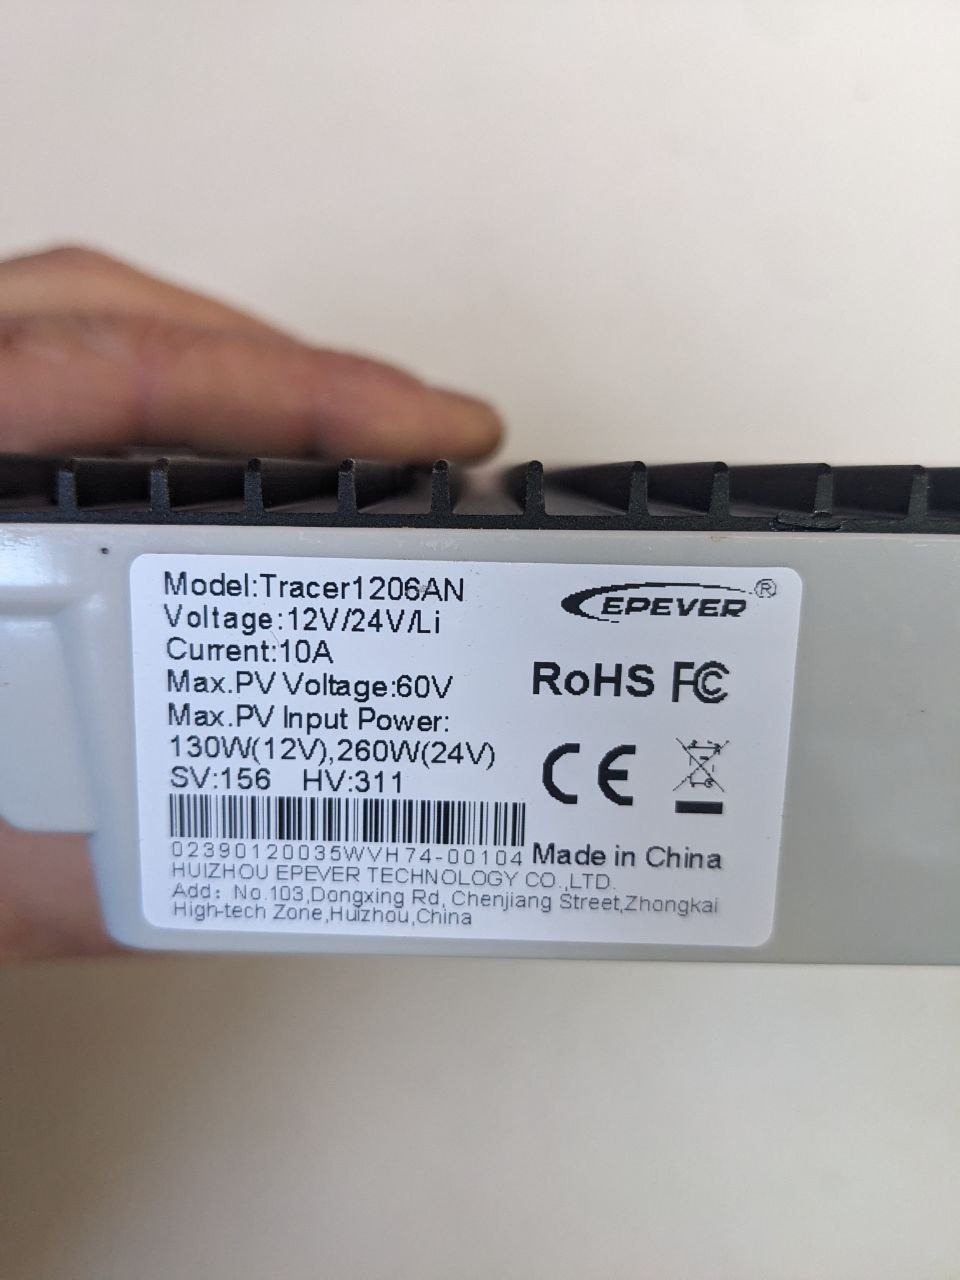 Model:Tracer1206AN
EPEVER®
Voltage:12V/24V/Li
Current:10A
Max.PV Voltage:60V
RoHS FC
Max.PV Input Power:
130W(12V),260W(24V)
CE
SV:156 HV:311
02390120035WVH74-00104
Made in China
HUIZHOU EPEVER TECHNOLOGY CO.,LTD.
Add: No.103,Dongxing Rd, Chenjiang Street,Zhongkai
High-tech Zone,Huizhou,China